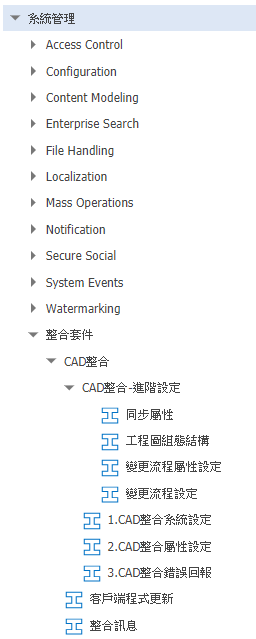 系統管理
Access Control
Configuration
Content Modeling
Enterprise Search
File Handling
Localization
Mass Operations
Notification
Secure Social
System Events
Watermarking
整合套件
CAD整合
CAD整合-進階設定
同步屬性
工程圖組態結構
變更流程屬性設定
變更流程設定
1.CAD整合系統設定
2.CAD整合屬性設定
3.CAD整合錯誤回報
客戶端程式更新
整合訊息